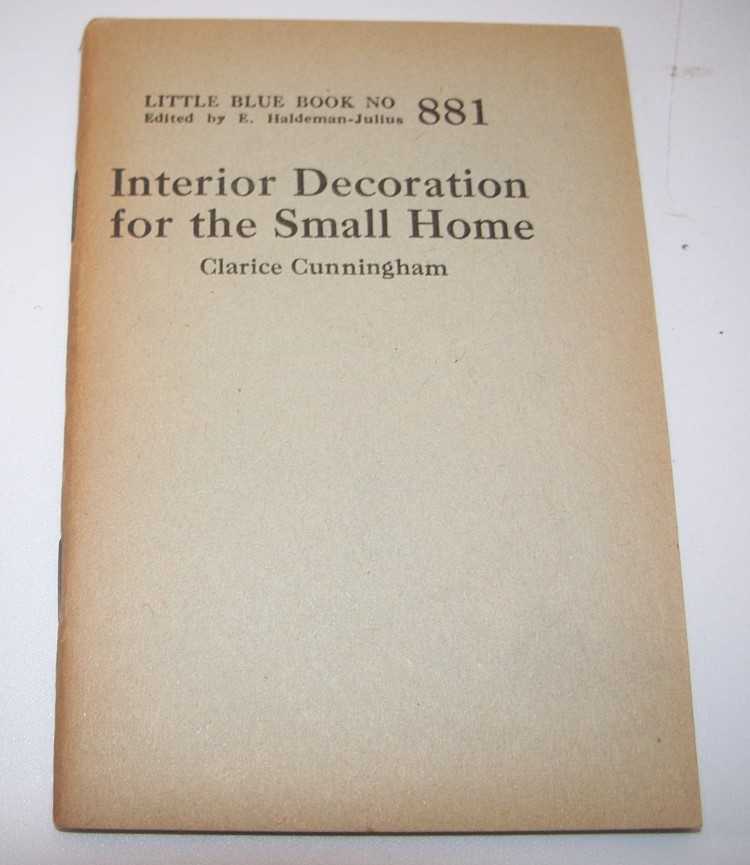 LITTLE BLUE BOOK NO 881
Edited by E. Haldeman-Julius
Interior Decoration
for the Small Home
Clarice Cunningham